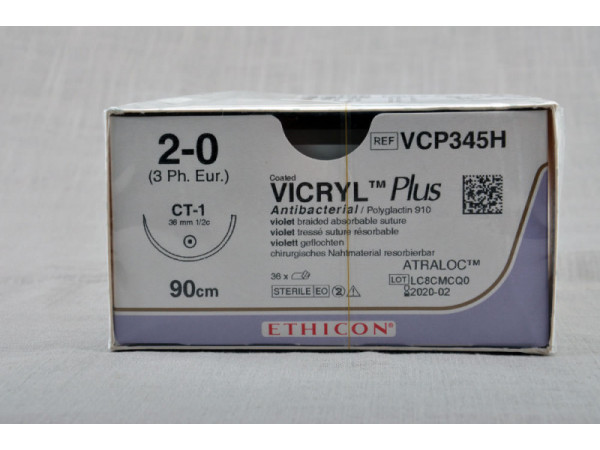 2-0
(3 Ph. Eur.)
CT-1
36 mm 1/2c
90cm
REF VCP345H
Coated
VICRYL™ Plus
Antibacterial / Polyglactin 910
violet braided absorbable suture
violet tressé suture résorbable
violett geflochten
chirurgisches Nahtmaterial resorbierbar
ATRALOC™
36 x
LOT LC8CMCQ0
STERILE EO 2
2020-02
ETHICON®